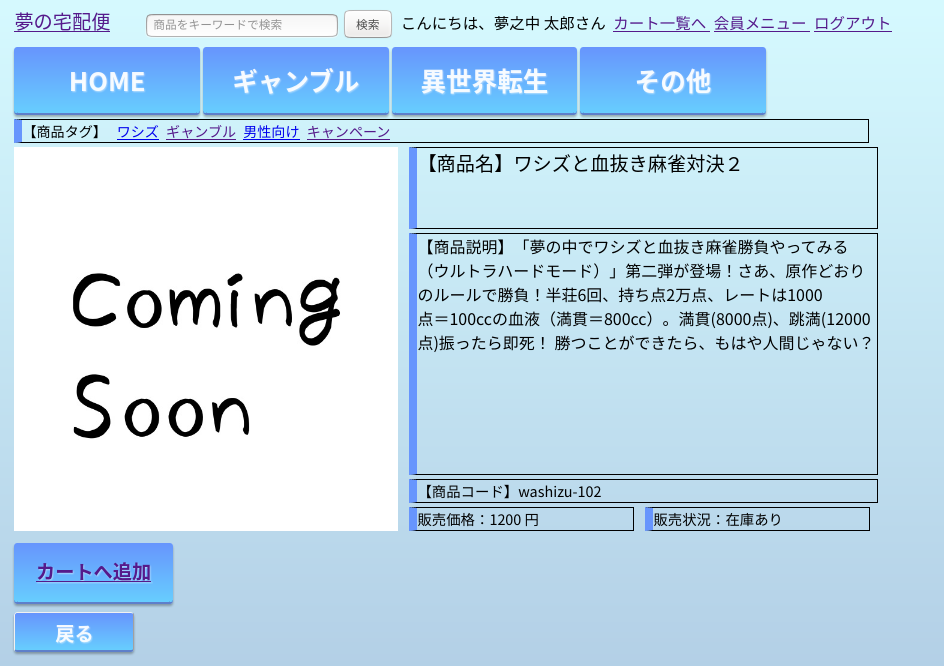 夢の宅配便 商品をキーワードで検索 検索 こんにちは、夢之中 太郎さん カート一覧へ 会員メニュー ログアウト
HOME ギャンブル 異世界転生 その他
【商品タグ】 ワシズ ギャンブル 男性向け キャンペーン
Coming
Soon
【商品名】ワシズと血抜き麻雀対決２
【商品説明】「夢の中でワシズと血抜き麻雀勝負やってみる
（ウルトラハードモード）」第二弾が登場！さあ、原作どおり
のルールで勝負！半荘6回、持ち点2万点、レートは1000
点＝100ccの血液（満貫＝800cc）。満貫(8000点)、跳満(12000
点)振ったら即死！ 勝つことができたら、もはや人間じゃない？
【商品コード】washizu-102
販売価格：1200 円 販売状況：在庫あり
カートへ追加
戻る